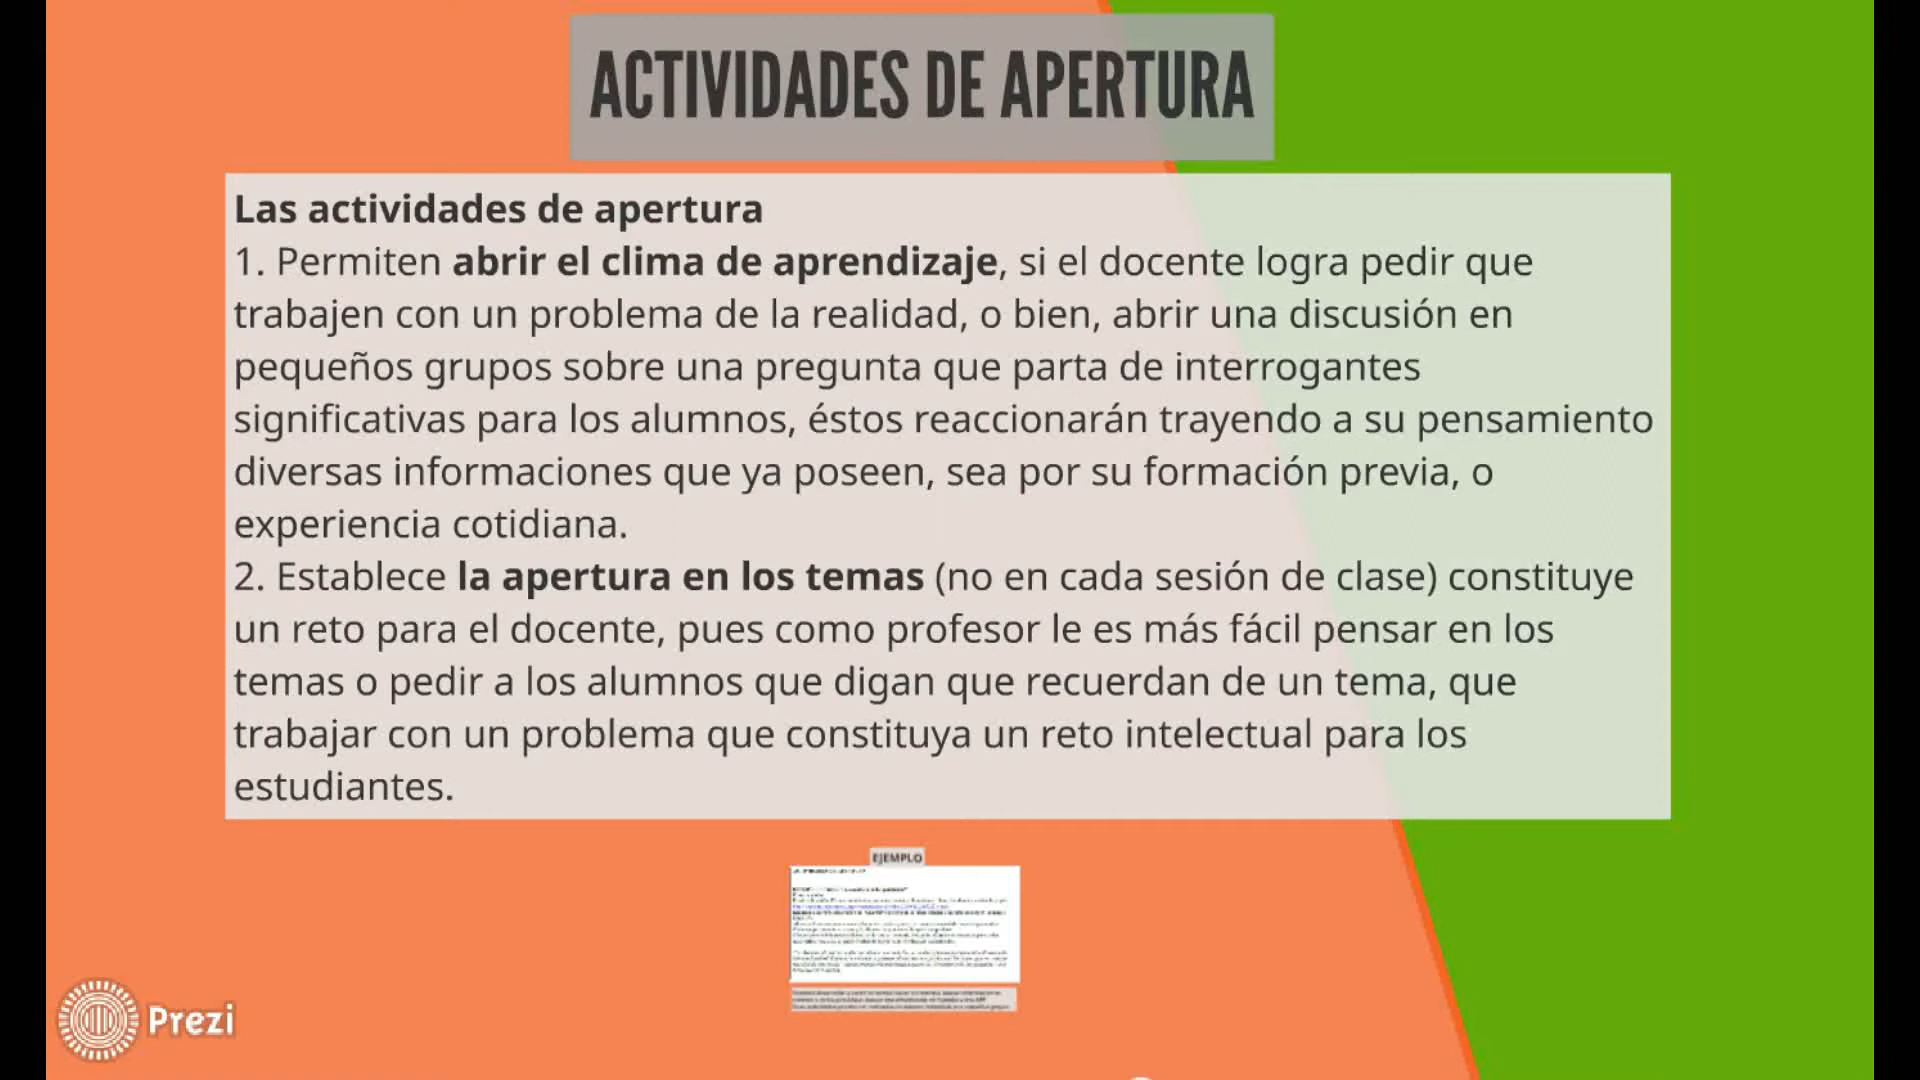 ACTIVIDADES DE APERTURA
Las actividades de apertura
1. Permiten abrir el clima de aprendizaje, si el docente logra pedir que
trabajen con un problema de la realidad, o bien, abrir una discusión en
pequeños grupos sobre una pregunta que parta de interrogantes
significativas para los alumnos, éstos reaccionarán trayendo a su pensamiento
diversas informaciones que ya poseen, sea por su formación previa, o
experiencia cotidiana.
2. Establece la apertura en los temas (no en cada sesión de clase) constituye
un reto para el docente, pues como profesor le es más fácil pensar en los
temas o pedir a los alumnos que digan que recuerdan de un tema, que
trabajar con un problema que constituya un reto intelectual para los
estudiantes.
EJEMPLO
Prezi